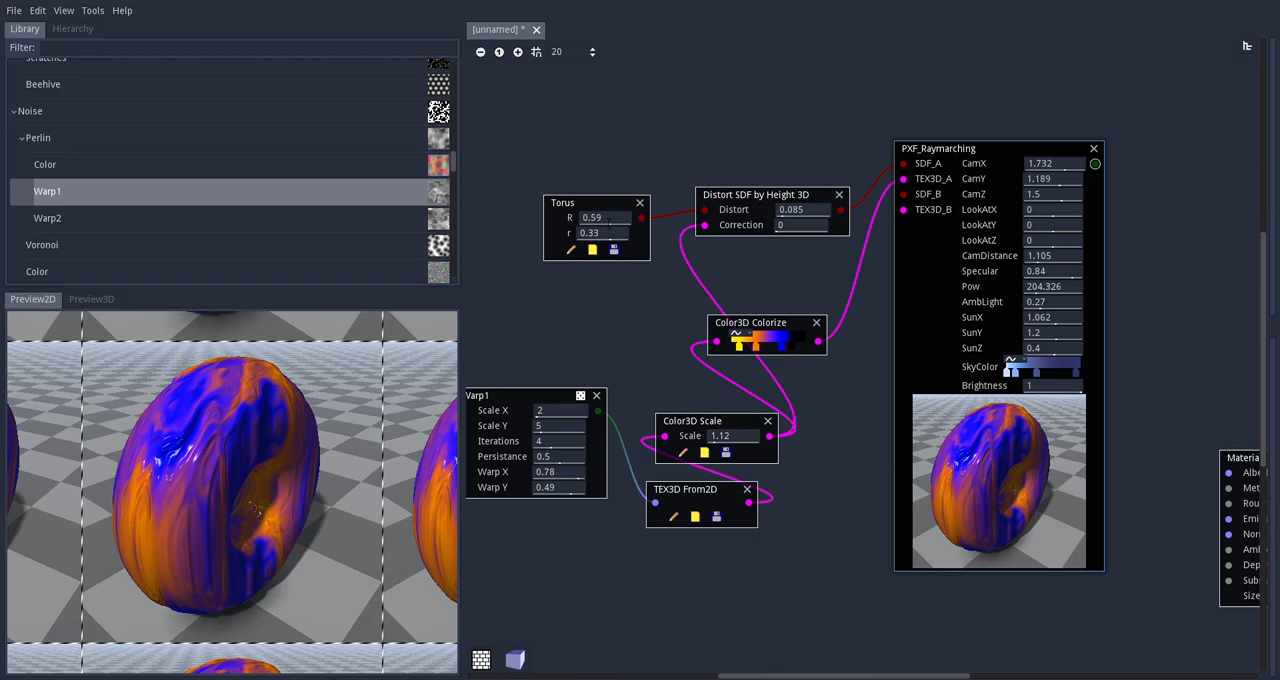 File Edit View Tools Help
Library Hierarchy
Filter:
Scratches
Beehive
Noise
Perlin
Color
Warp1
Warp2
Voronoi
Color
Preview2D Preview3D
[unnamed] *
20
Torus
R 0.59
r 0.33
Distort SDF by Height 3D
Distort 0.085
Correction 0
Color3D Colorize
Warp1
Scale X 2
Scale Y 5
Iterations 4
Persistance 0.5
Warp X 0.78
Warp Y 0.49
Color3D Scale
Scale 1.12
TEX3D From2D
PXF_Raymarching
SDF_A CamX 1.732
TEX3D_A CamY 1.189
SDF_B CamZ 1.5
TEX3D_B LookAtX 0
LookAtY 0
LookAtZ 0
CamDistance 1.105
Specular 0.84
Pow 204.326
AmbLight 0.27
SunX 1.062
SunY 1.2
SunZ 0.4
SkyColor
Brightness 1
Materia
Albe
Met
Rou
Emi
Nori
Amb
Dep
Subs
Size